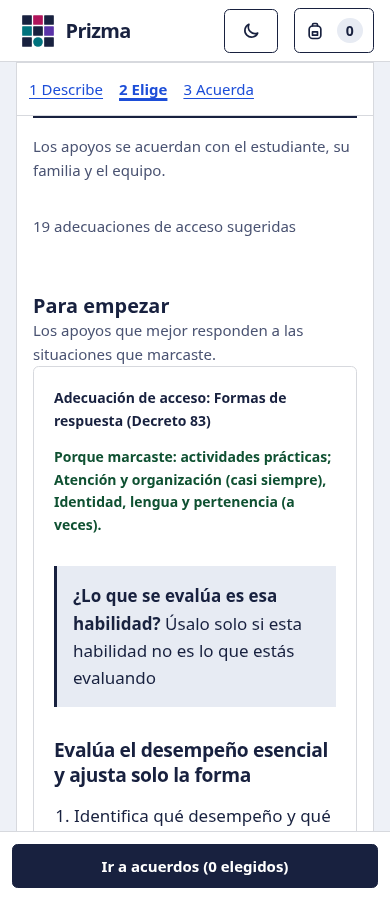 Prizma
0
1 Describe 2 Elige 3 Acuerda
Los apoyos se acuerdan con el estudiante, su
familia y el equipo.
19 adecuaciones de acceso sugeridas
Para empezar
Los apoyos que mejor responden a las
situaciones que marcaste.
Adecuación de acceso: Formas de
respuesta (Decreto 83)
Porque marcaste: actividades prácticas;
Atención y organización (casi siempre),
Identidad, lengua y pertenencia (a
veces).
¿Lo que se evalúa es esa
habilidad? Úsalo solo si esta
habilidad no es lo que estás
evaluando
Evalúa el desempeño esencial
y ajusta solo la forma
1. Identifica qué desempeño y qué
Ir a acuerdos (0 elegidos)